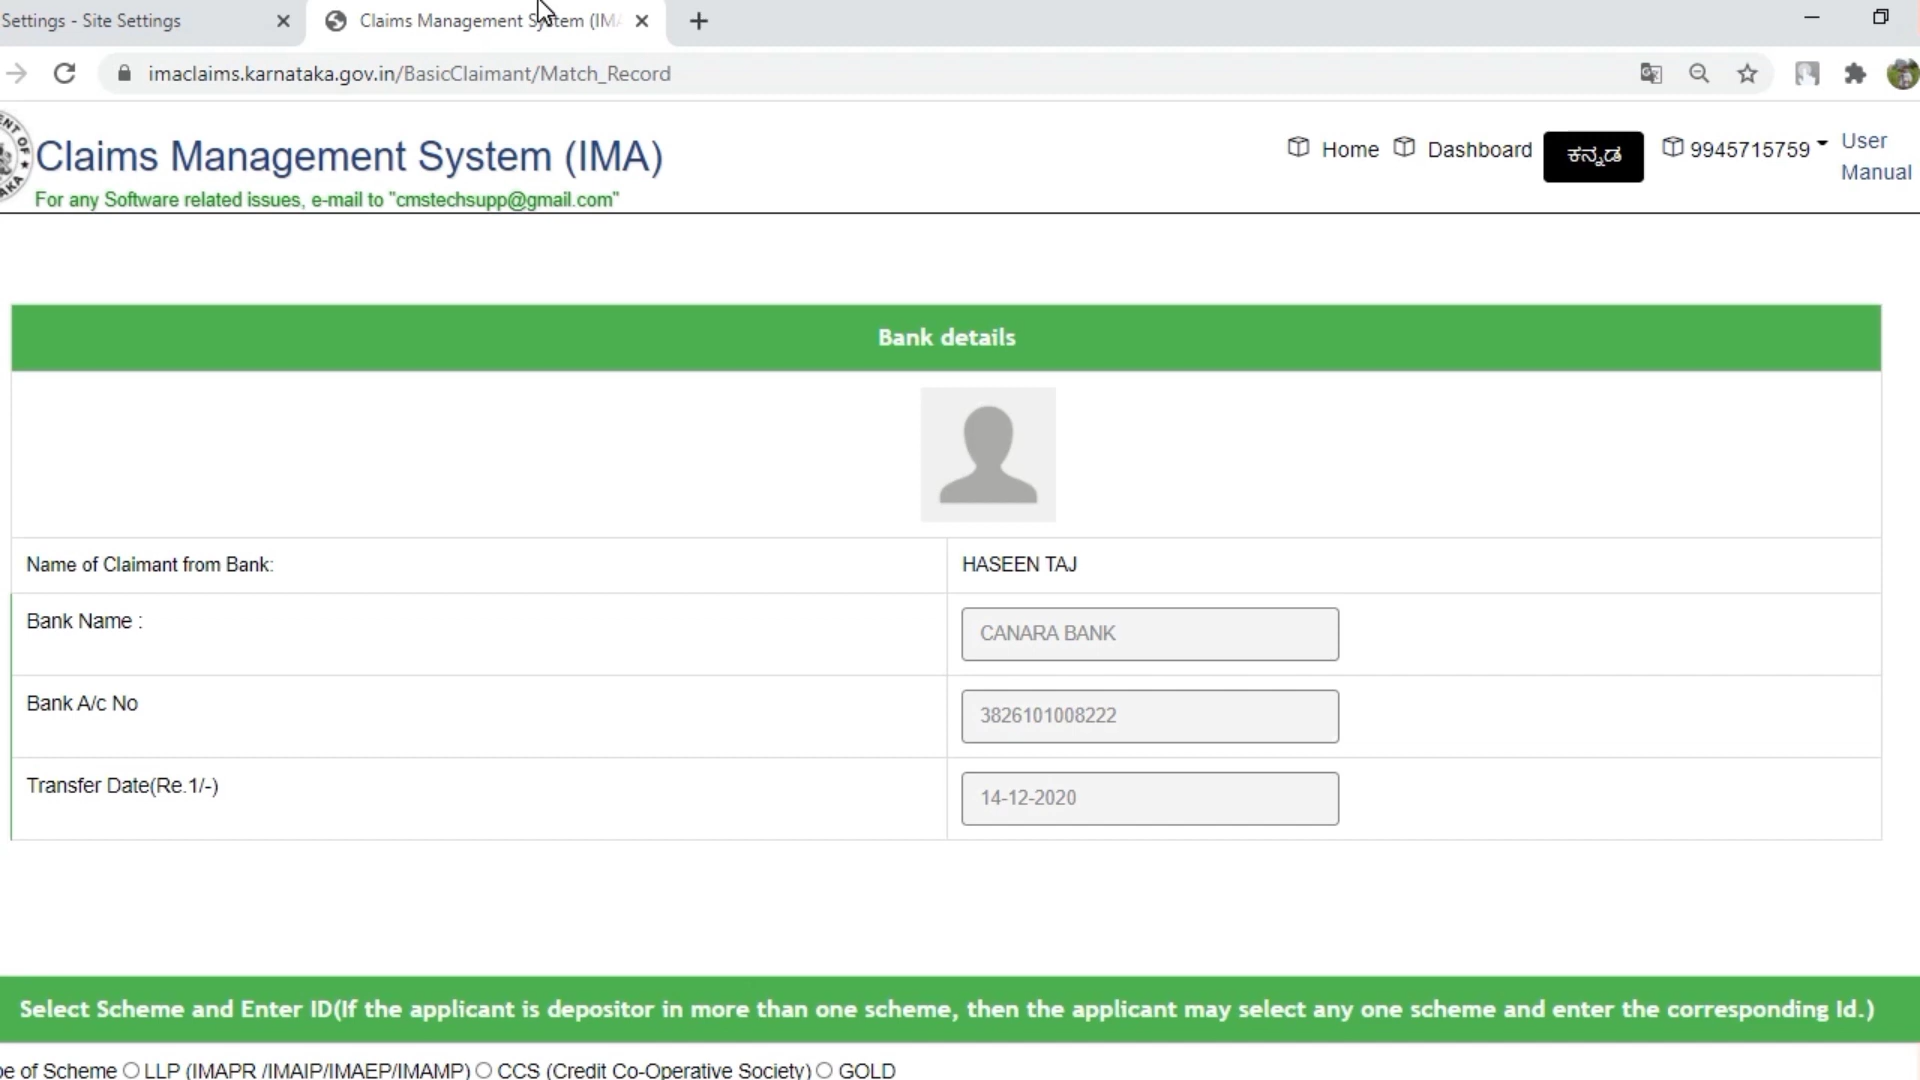 Settings - Site Settings
Claims Management System (IMA
imaclaims.karnataka.gov.in/BasicClaimant/Match_Record
Claims Management System (IMA)
For any Software related issues, e-mail to "cmstechsupp@gmail.com"
Home Dashboard ಕನ್ನಡ 9945715759 User Manual
Bank details
Name of Claimant from Bank: HASEEN TAJ
Bank Name : CANARA BANK
Bank A/c No 3826101008222
Transfer Date(Re.1/-) 14-12-2020
Select Scheme and Enter ID(If the applicant is depositor in more than one scheme, then the applicant may select any one scheme and enter the corresponding Id.)
pe of Scheme LLP (IMAPR /IMAIP/IMAEP/IMAMP) CCS (Credit Co-Operative Society) GOLD